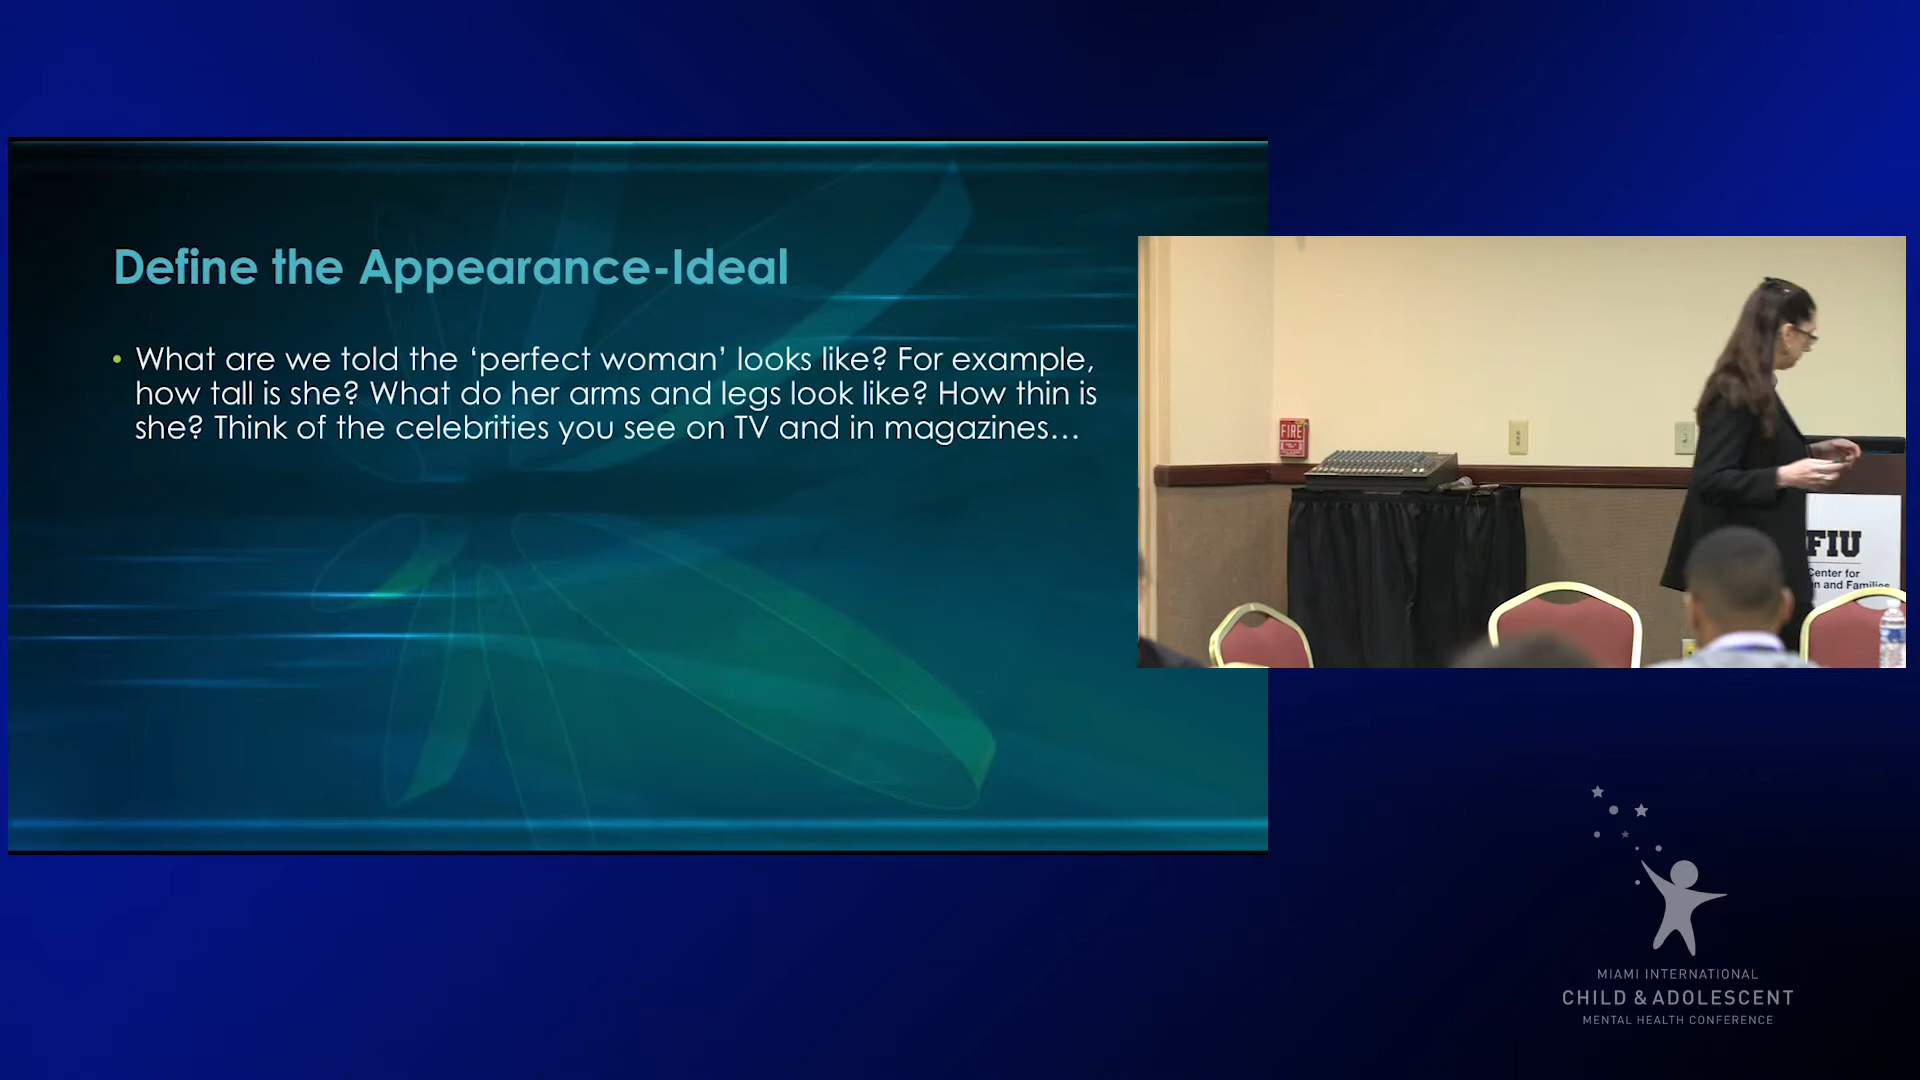 Define the Appearance-Ideal
• What are we told the ‘perfect woman’ looks like? For example,
how tall is she? What do her arms and legs look like? How thin is
she? Think of the celebrities you see on TV and in magazines…
FIRE
FIU
Center for
and Families
MIAMI INTERNATIONAL
CHILD & ADOLESCENT
MENTAL HEALTH CONFERENCE